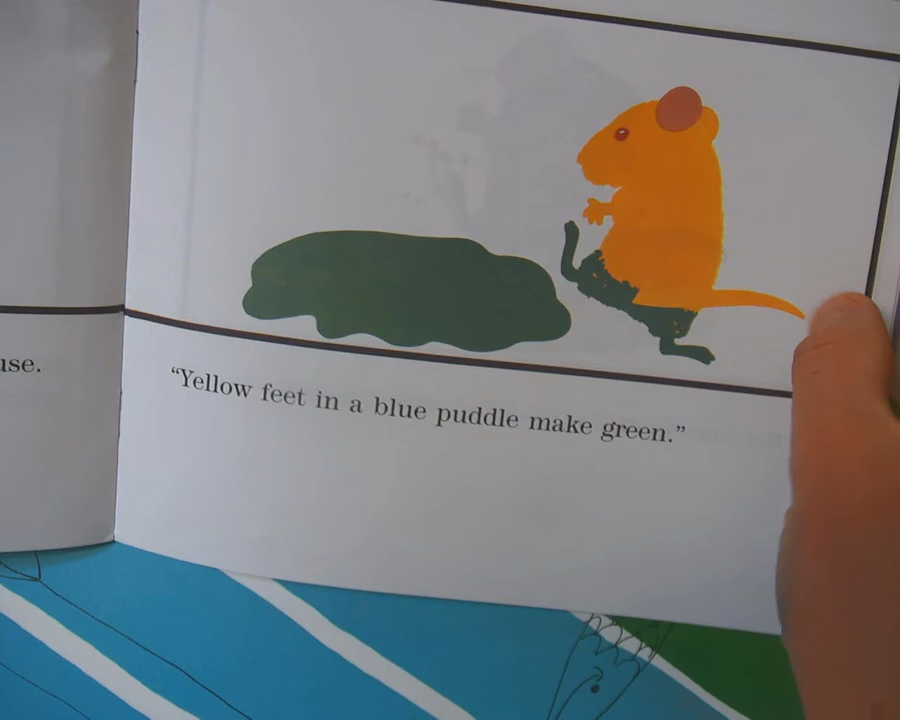 use.
“Yellow feet in a blue puddle make green.”